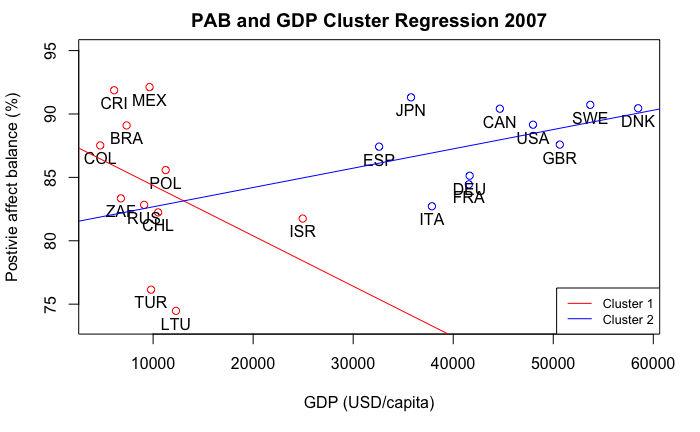 PAB and GDP Cluster Regression 2007
Postivie affect balance (%)
95
90
85
80
75
CRI
MEX
BRA
COL
POL
ZAF
RUS
CHL
ISR
TUR
LTU
JPN
CAN
SWE
DNK
USA
ESP
GBR
DEU
FRA
ITA
Cluster 1
Cluster 2
10000 20000 30000 40000 50000 60000
GDP (USD/capita)